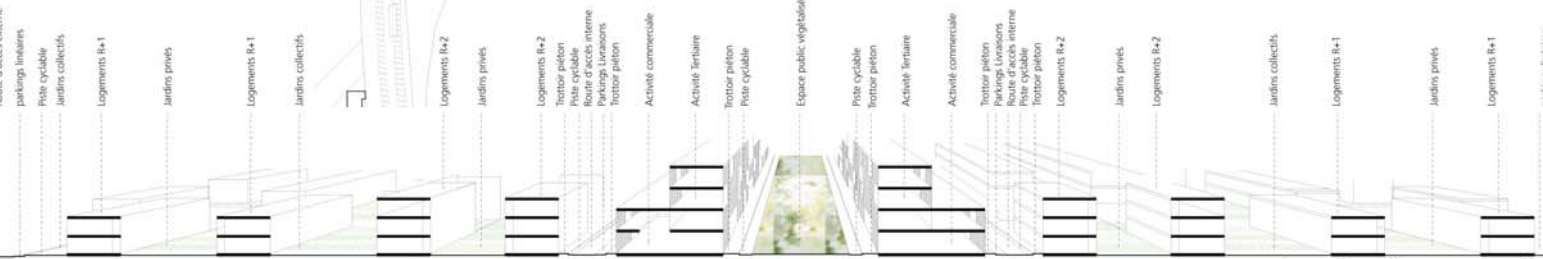 parkings linéaires
Piste cyclable
Jardins collectifs
Logements R+1
Jardins privés
Logements R+1
Jardins collectifs
Logements R+2
Jardins privés
Logements R+2
Trottoir piéton
Piste cyclable
Route d'accès interne
Parkings Livraisons
Trottoir piéton
Activité commerciale
Activité Tertiaire
Trottoir piéton
Piste cyclable
Espace public végétalisé
Piste cyclable
Trottoir piéton
Activité Tertiaire
Activité commerciale
Trottoir piéton
Parkings Livraisons
Route d'accès interne
Piste cyclable
Trottoir piéton
Logements R+2
Jardins privés
Logements R+2
Jardins collectifs
Logements R+1
Jardins privés
Logements R+1